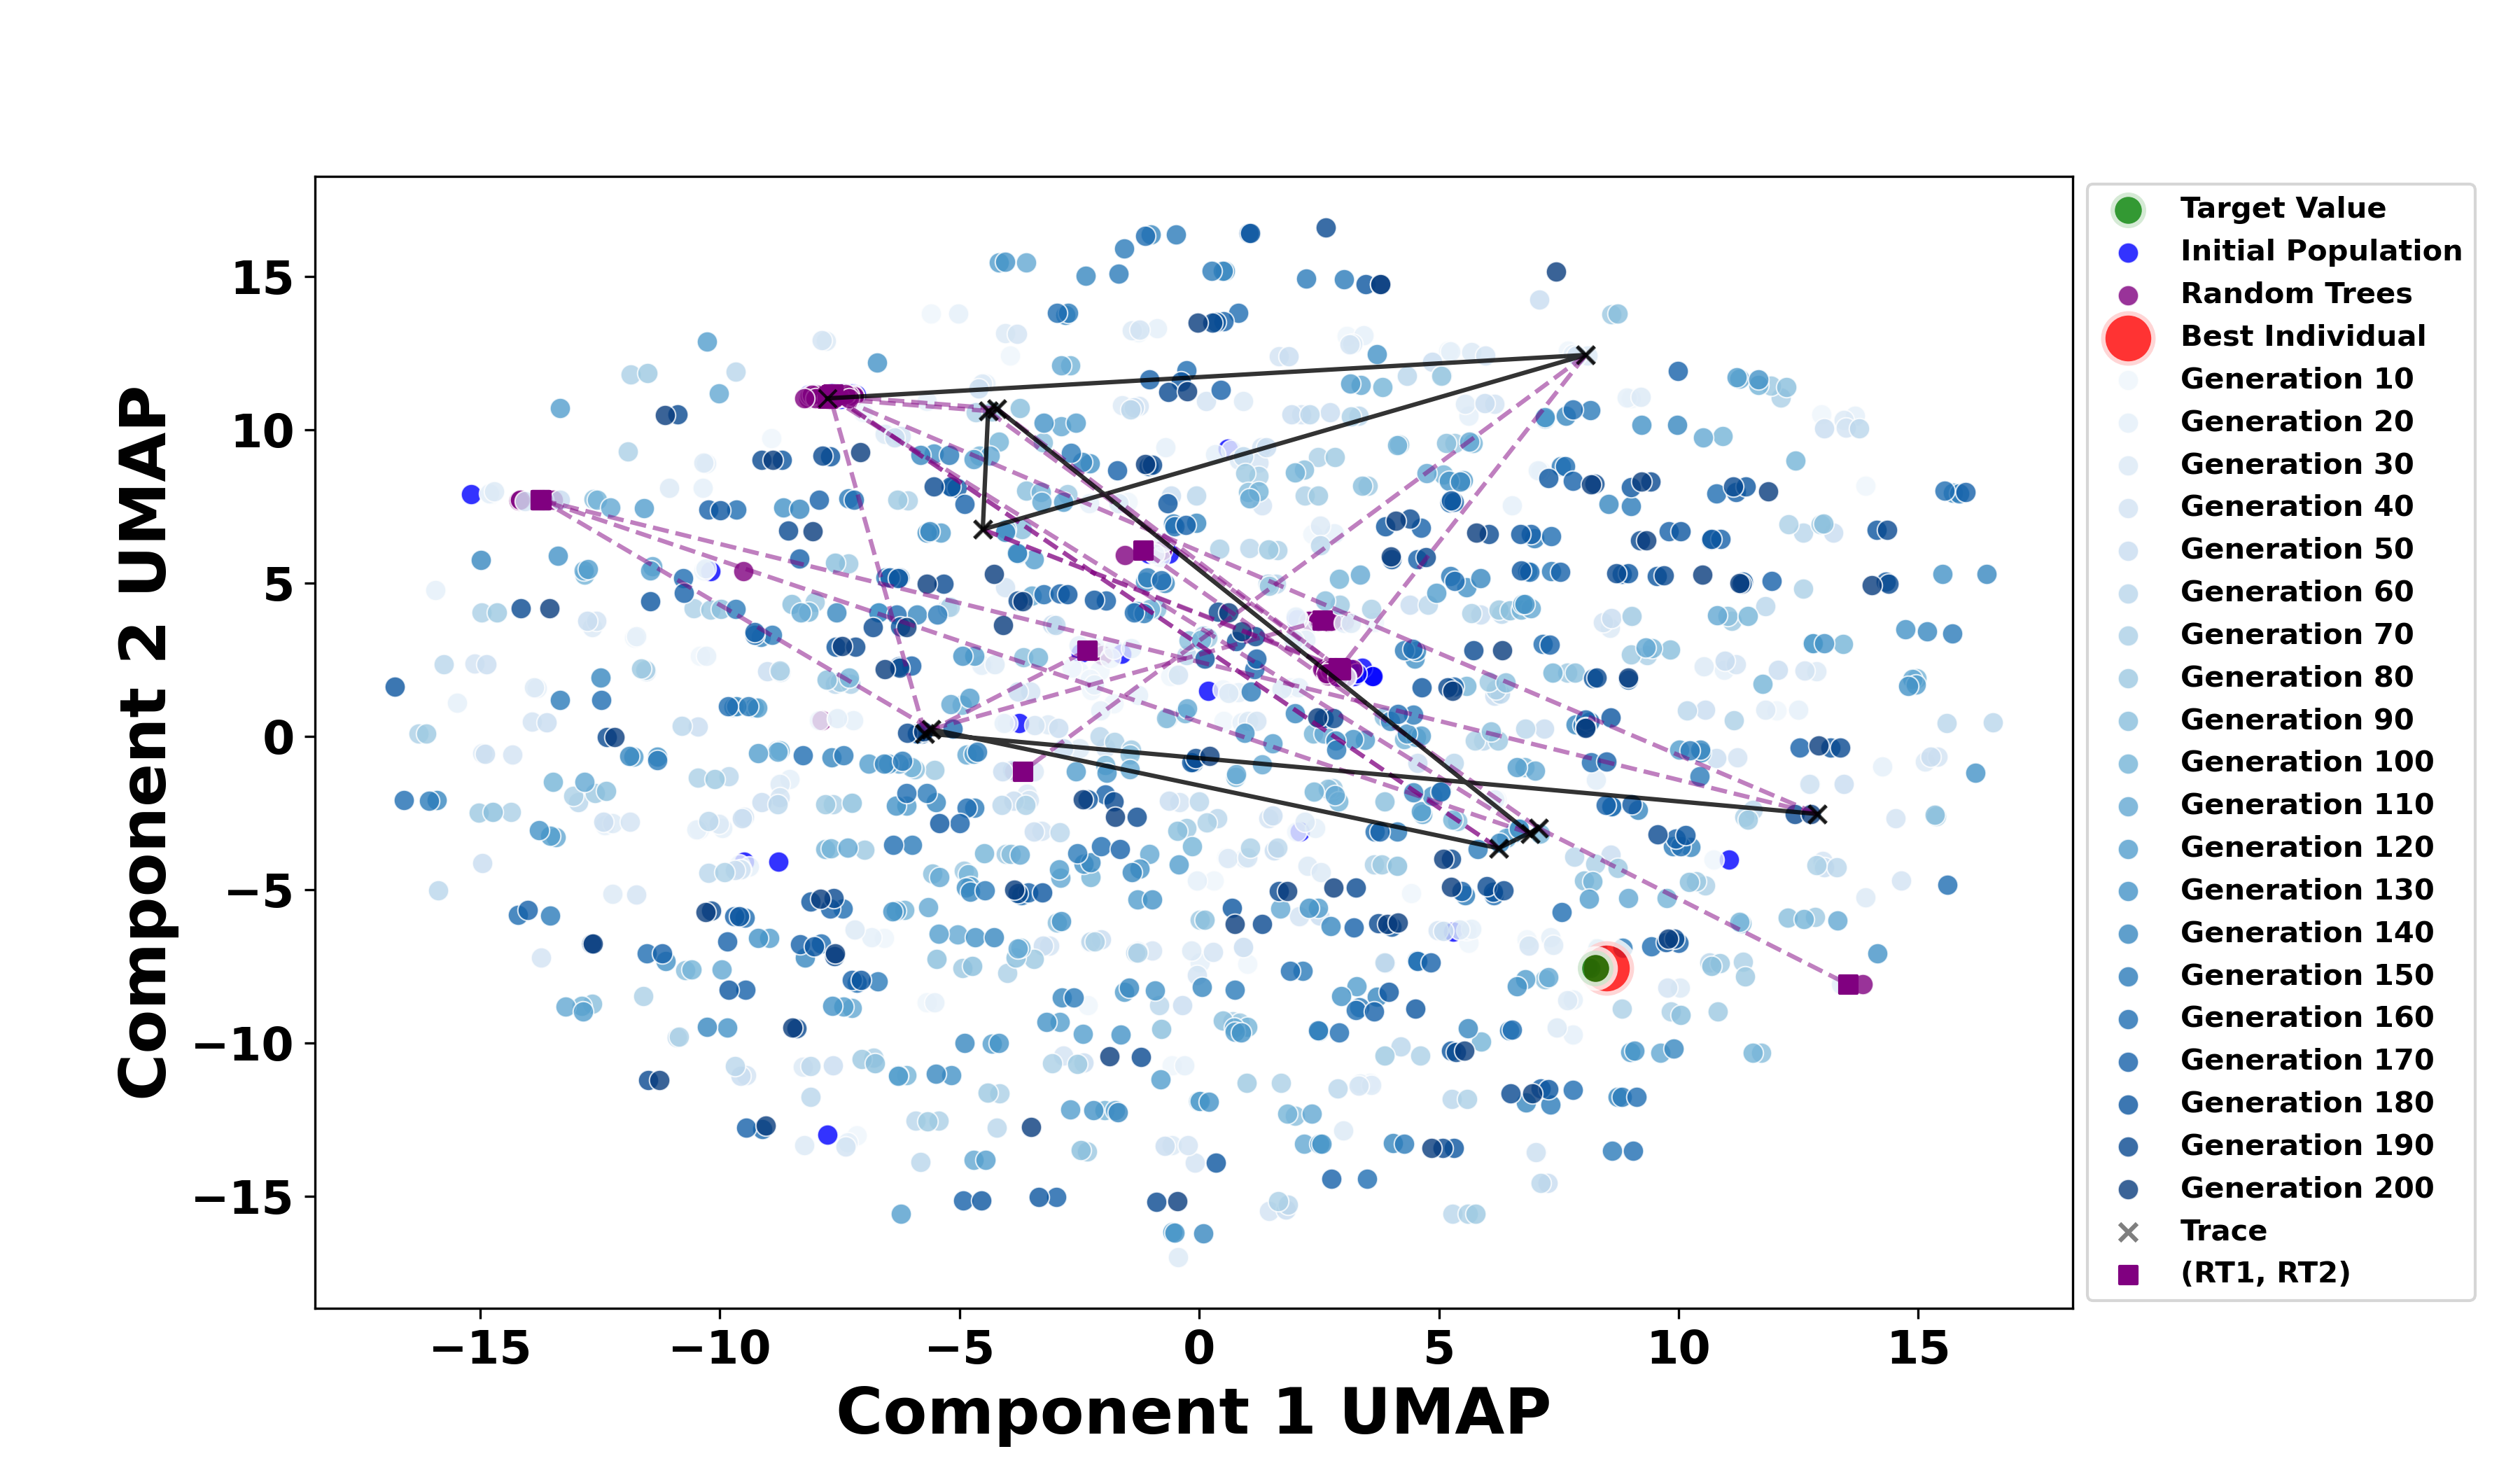 Component 2 UMAP
15
10
5
0
−5
−10
−15
−15 −10 −5 0 5 10 15
Component 1 UMAP
Target Value
Initial Population
Random Trees
Best Individual
Generation 10
Generation 20
Generation 30
Generation 40
Generation 50
Generation 60
Generation 70
Generation 80
Generation 90
Generation 100
Generation 110
Generation 120
Generation 130
Generation 140
Generation 150
Generation 160
Generation 170
Generation 180
Generation 190
Generation 200
Trace
(RT1, RT2)